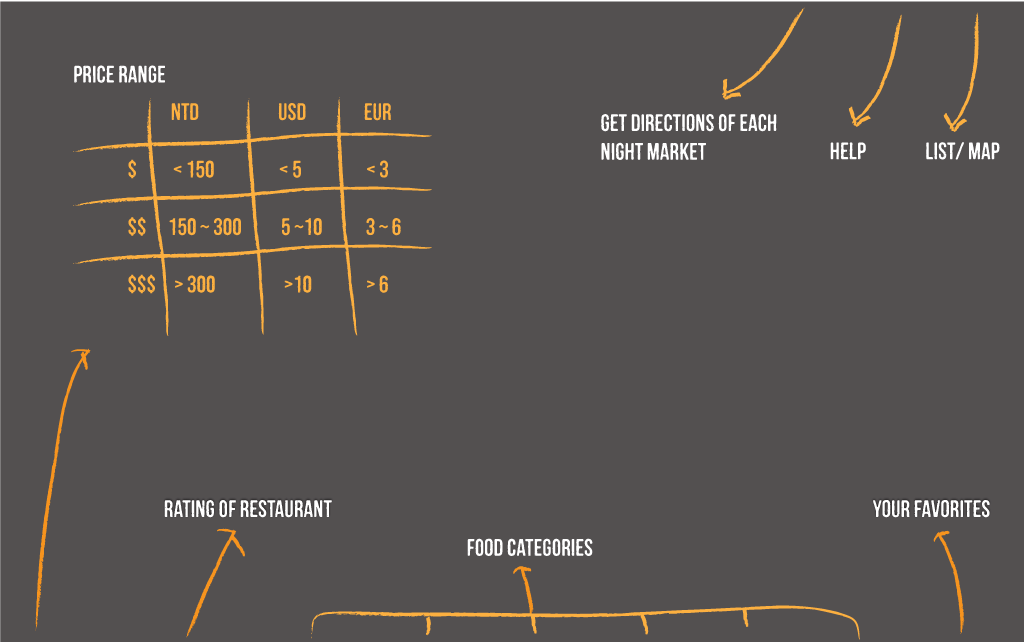 PRICE RANGE
NTD USD EUR
$ < 150 < 5 < 3
$$ 150 ~ 300 5 ~10 3 ~ 6
$$$ > 300 >10 > 6
GET DIRECTIONS OF EACH
NIGHT MARKET
HELP
LIST/ MAP
RATING OF RESTAURANT
FOOD CATEGORIES
YOUR FAVORITES